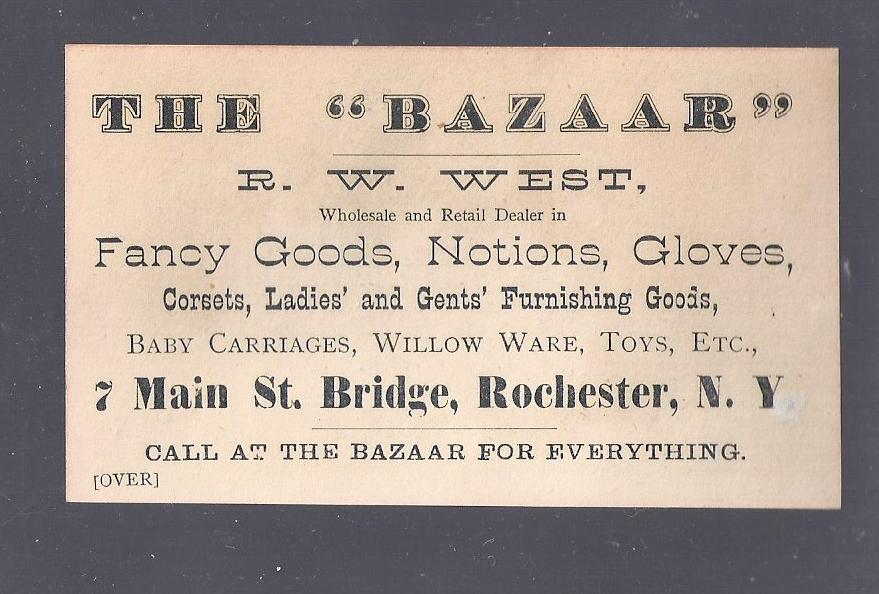 THE “BAZAAR”
R. W. WEST,
Wholesale and Retail Dealer in
Fancy Goods, Notions, Gloves,
Corsets, Ladies’ and Gents’ Furnishing Goods,
BABY CARRIAGES, WILLOW WARE, TOYS, ETC.,
7 Main St. Bridge, Rochester, N. Y
CALL AT THE BAZAAR FOR EVERYTHING.
[OVER]